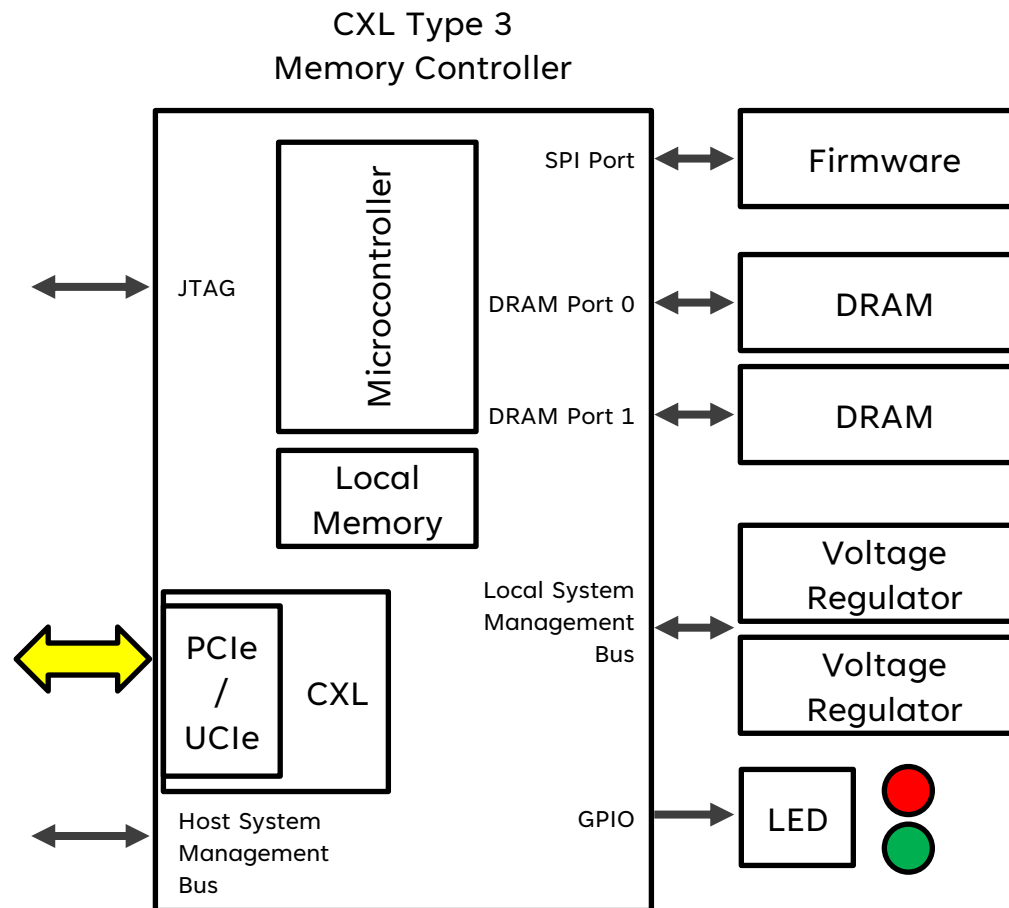 CXL Type 3
Memory Controller
SPI Port
Firmware
Microcontroller
JTAG
DRAM Port 0
DRAM
DRAM Port 1
DRAM
Local
Memory
Voltage
Regulator
Local System
Management
Bus
PCIe
/
UCIe
CXL
Voltage
Regulator
Host System
Management
Bus
GPIO
LED